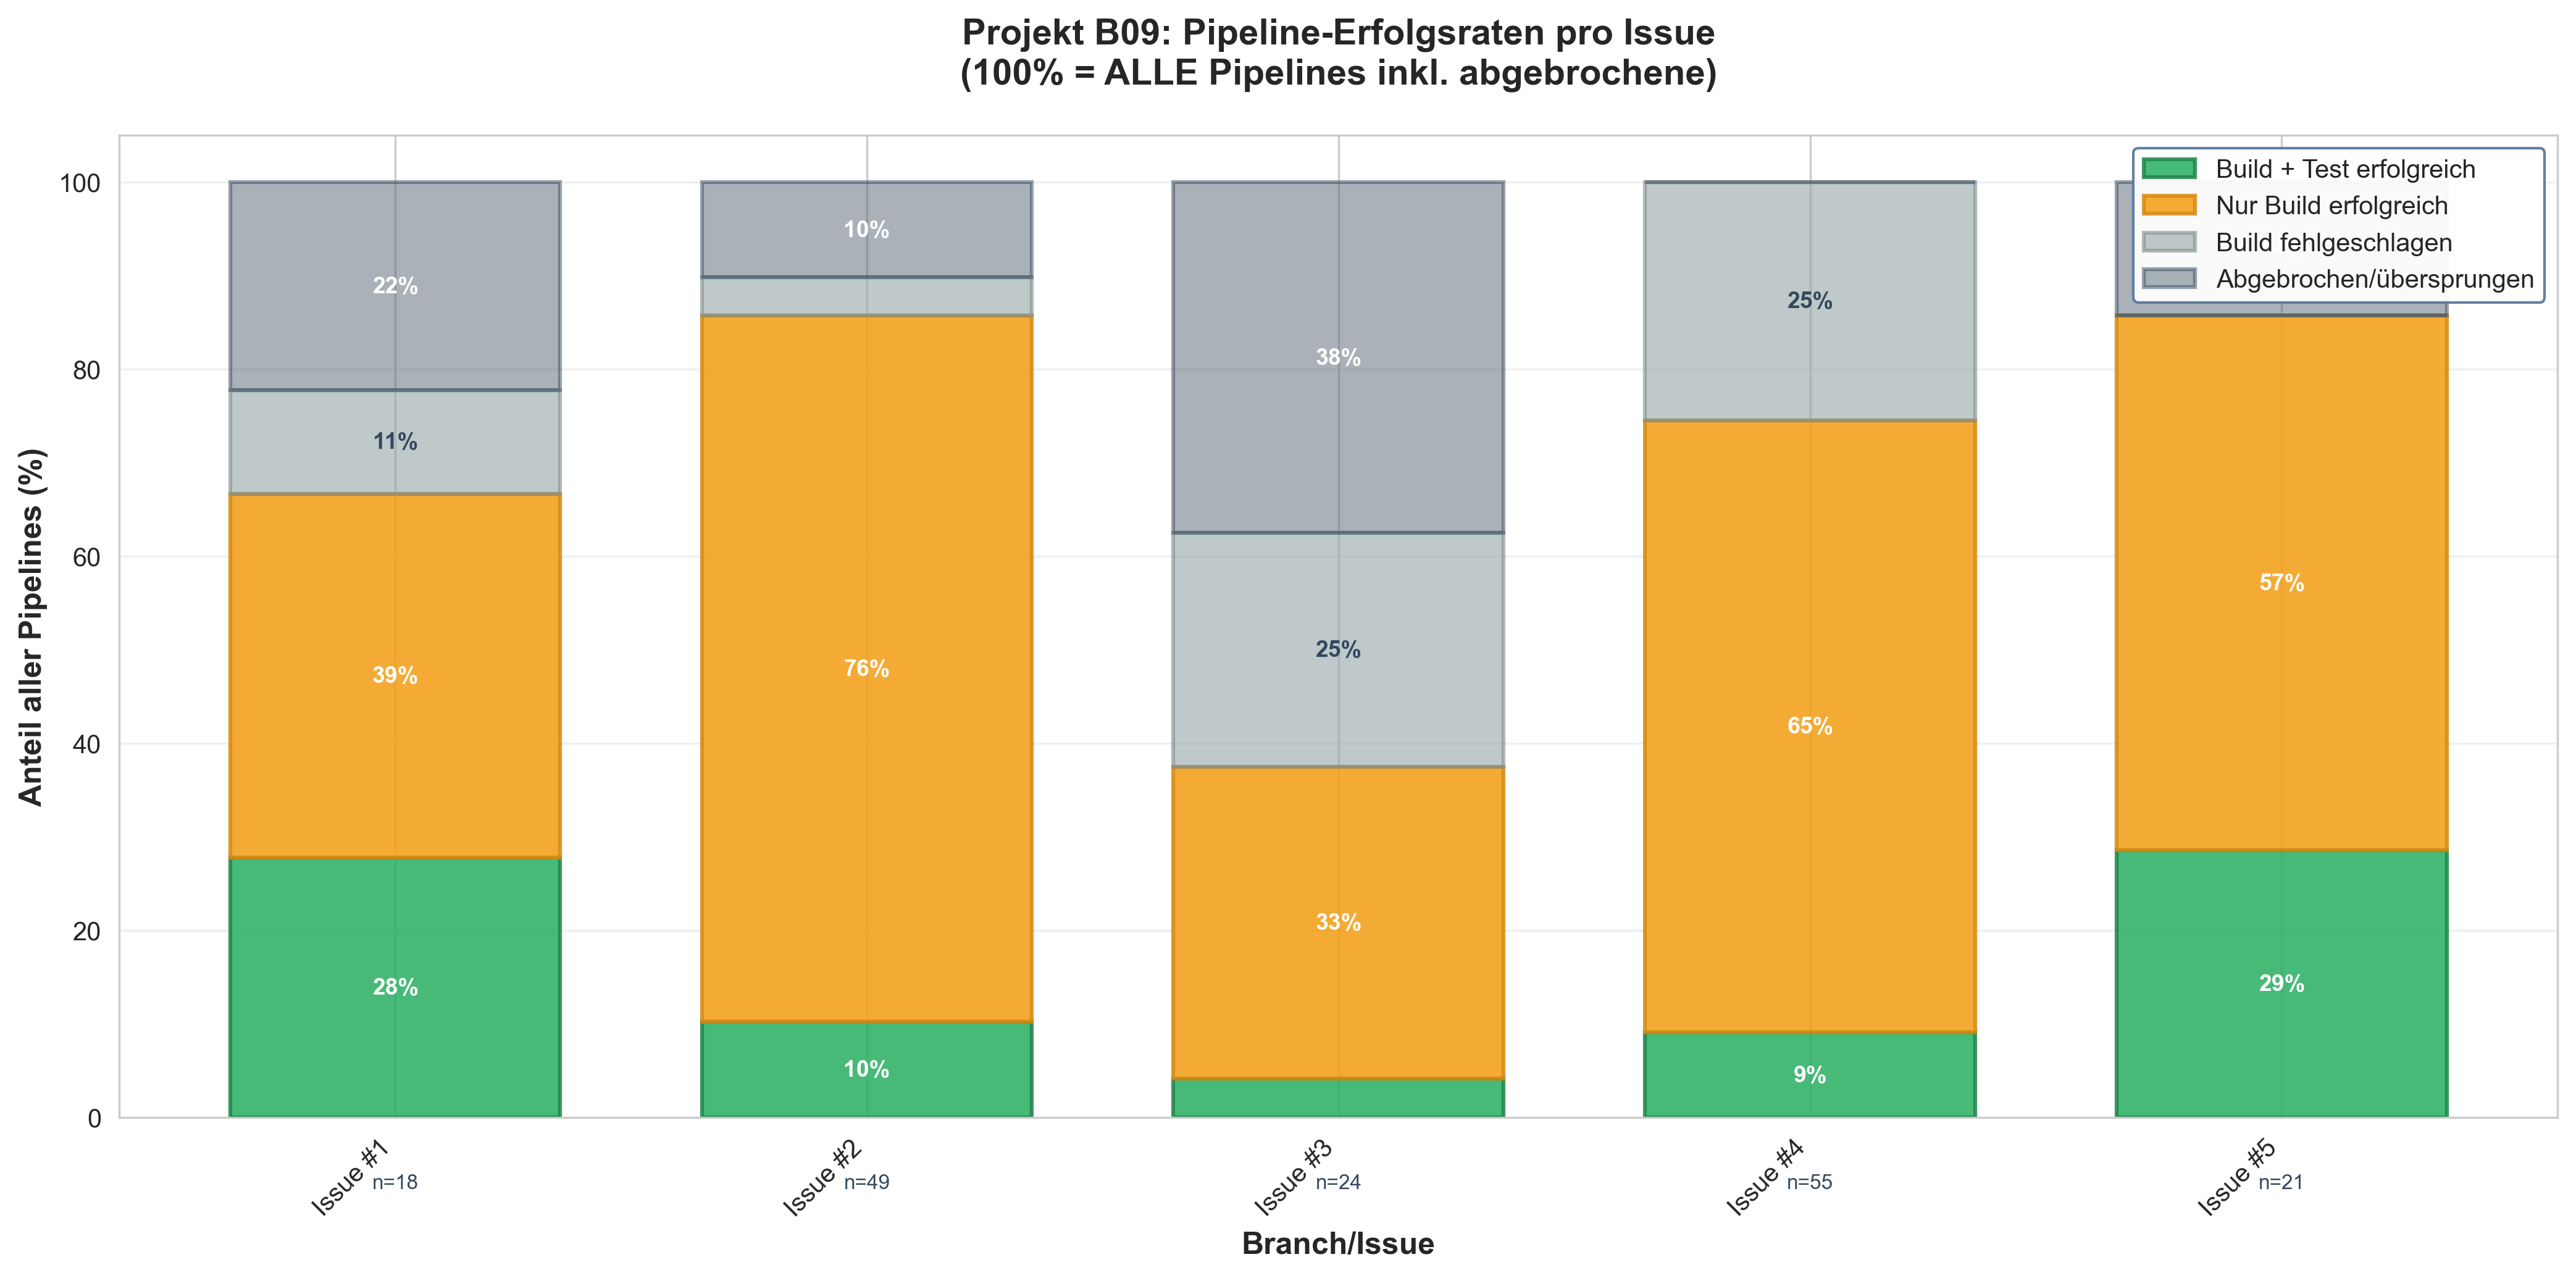 Projekt B09: Pipeline-Erfolgsraten pro Issue
(100% = ALLE Pipelines inkl. abgebrochene)
Build + Test erfolgreich
Nur Build erfolgreich
Build fehlgeschlagen
Abgebrochen/übersprungen
Anteil aller Pipelines (%)
100
80
60
40
20
0
22%
11%
39%
28%
10%
76%
10%
38%
25%
33%
25%
65%
9%
57%
29%
Issue #1
n=18
Issue #2
n=49
Issue #3
n=24
Issue #4
n=55
Issue #5
n=21
Branch/Issue